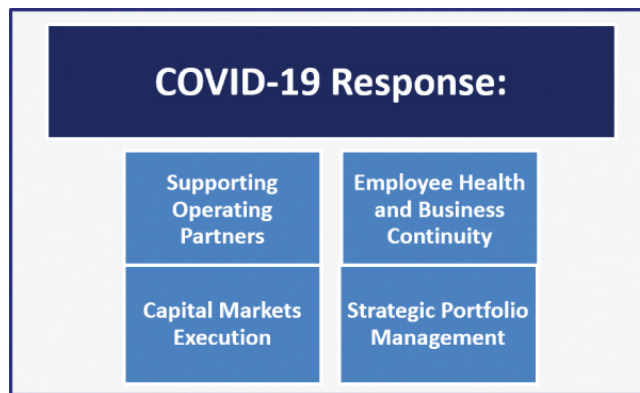 COVID-19 Response:
Supporting
Operating
Partners
Employee Health
and Business
Continuity
Capital Markets
Execution
Strategic Portfolio
Management